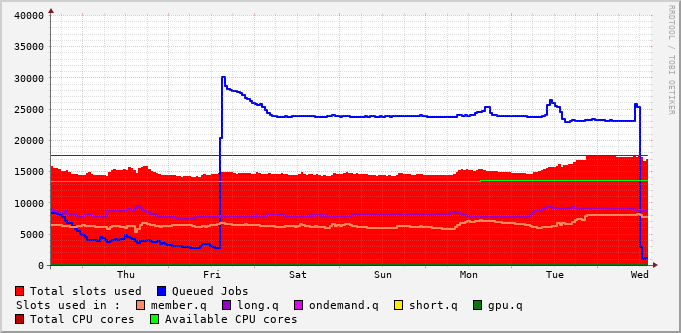 40000
35000
30000
25000
20000
15000
10000
5000
0
Thu Fri Sat Sun Mon Tue Wed
Total slots used Queued Jobs
Slots used in : member.q long.q ondemand.q short.q gpu.q
Total CPU cores Available CPU cores
RRDTOOL / TOBI OETIKER